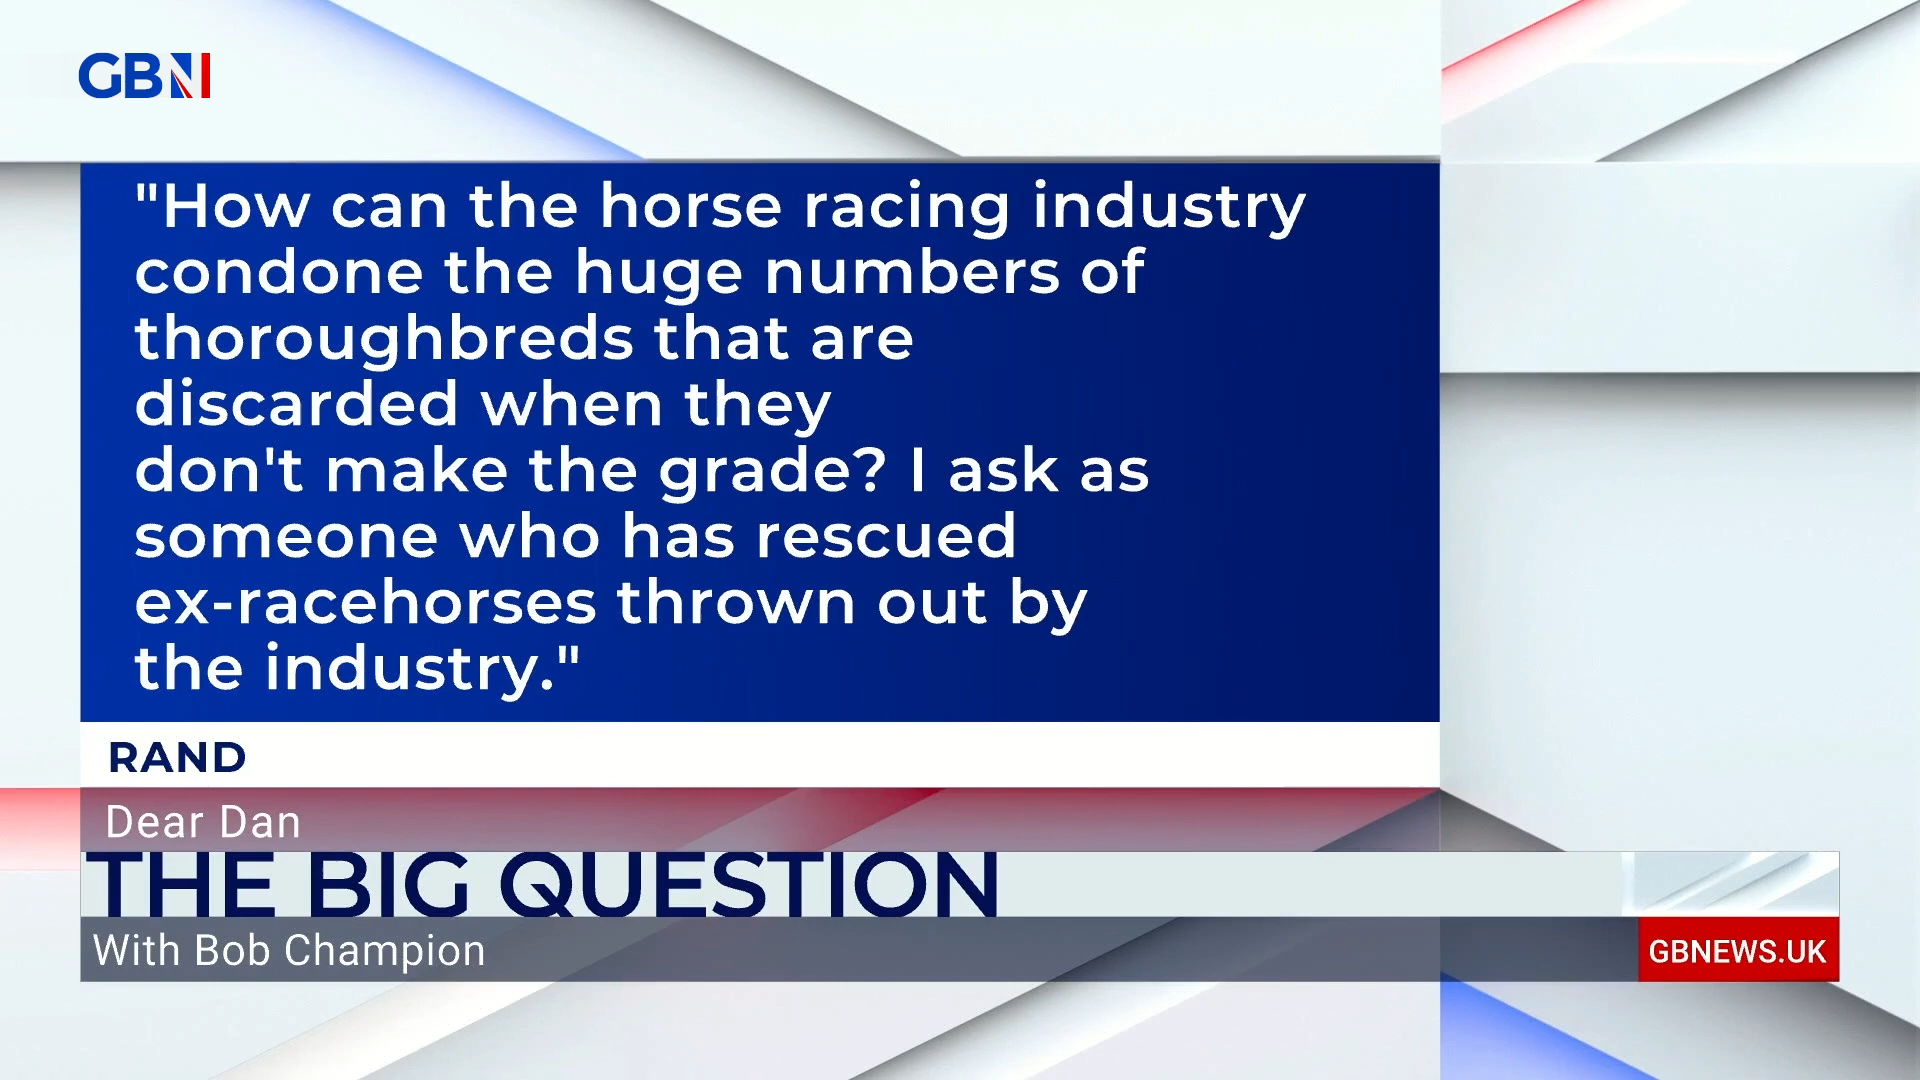 GBN
"How can the horse racing industry
condone the huge numbers of
thoroughbreds that are
discarded when they
don't make the grade? I ask as
someone who has rescued
ex-racehorses thrown out by
the industry."
RAND
Dear Dan
THE BIG QUESTION
With Bob Champion
GBNEWS.UK